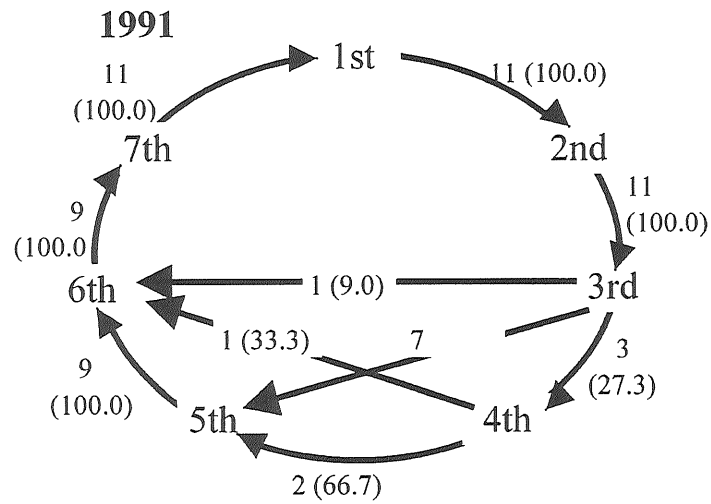 1991
1st
11 (100.0)
2nd
11
(100.0)
3rd
3
(27.3)
4th
2 (66.7)
5th
9
(100.0)
6th
9
(100.0
7th
11
(100.0)
1 (9.0)
1 (33.3)
7